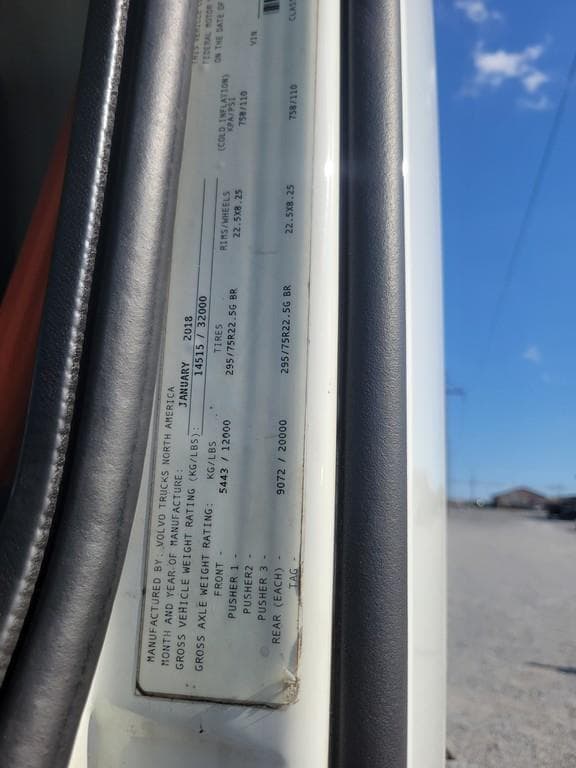 MANUFACTURED BY: VOLVO TRUCKS NORTH AMERICA
MONTH AND YEAR OF MANUFACTURE: JANUARY 2018
GROSS VEHICLE WEIGHT RATING (KG/LBS): 14515 / 32000
GROSS AXLE WEIGHT RATING: KG/LBS TIRES RIMS/WHEELS (COLD INFLATION) KPA/PSI
FRONT - 5443 / 12000 295/75R22.5G BR 22.5X8.25 758/110
PUSHER 1 -
PUSHER2 -
PUSHER 3 -
REAR (EACH) - 9072 / 20000 295/75R22.5G BR 22.5X8.25 758/110
TAG -
THIS VEHICLE
FEDERAL MOTOR
ON THE DATE OF
VIN
CLASS